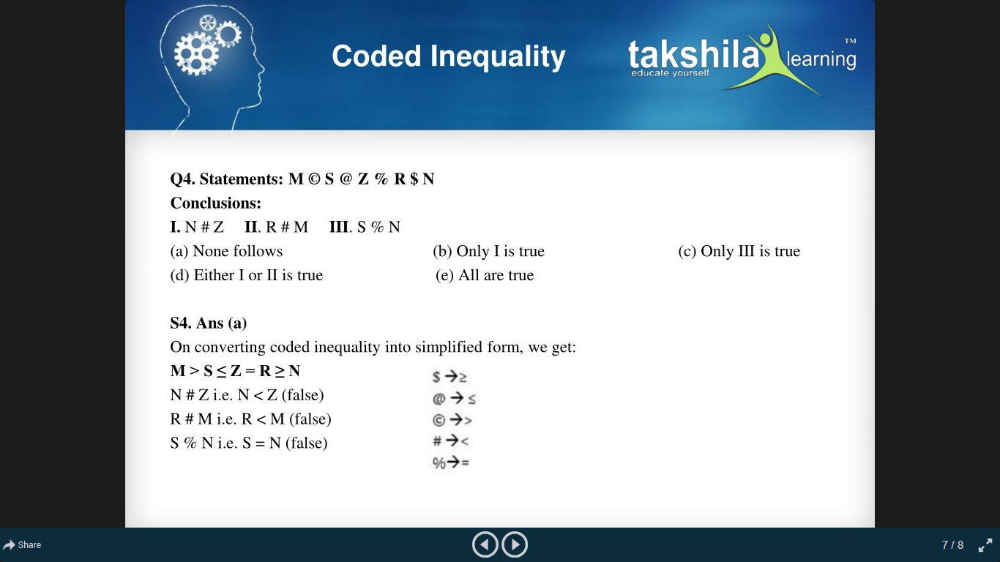 Coded Inequality
takshila learning ™
educate yourself
Q4. Statements: M © S @ Z % R $ N
Conclusions:
I. N # Z II. R # M III. S % N
(a) None follows (b) Only I is true (c) Only III is true
(d) Either I or II is true (e) All are true
S4. Ans (a)
On converting coded inequality into simplified form, we get:
M > S ≤ Z = R ≥ N
N # Z i.e. N < Z (false)
R # M i.e. R < M (false)
S % N i.e. S = N (false)
$ →≥
@ → ≤
© →>
# →<
%→=
Share
7 / 8